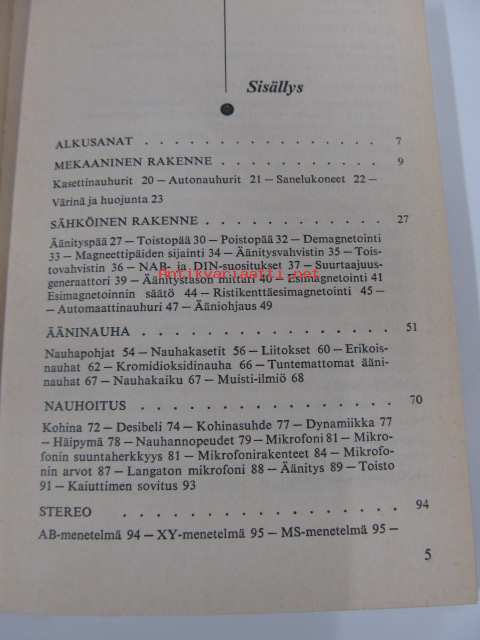 Sisällys
ALKUSANAT . . . . . . . . . . . . . . . 7
MEKAANINEN RAKENNE . . . . . . . . . . . 9
Kasettinauhurit 20 — Autonauhurit 21 — Sanelukoneet 22 —
Värinä ja huojunta 23
SÄHKÖINEN RAKENNE . . . . . . . . . . . . 27
Äänityspää 27 — Toistopää 30 — Poistopää 32 — Demagnetointi
33 — Magneettipäiden sijainti 34 — Äänitysvahvistin 35 — Tois-
tovahvistin 36 — NAB- ja DIN-suositukset 37 — Suurtaajuus-
generaattori 39 — Äänitystason mittari 40 — Esimagnetointi 41
Esimagnetoinnin säätö 44 — Ristikenttäesimagnetointi 45 —
— Automaattinauhuri 47 — Ääniohjaus 49
Antikvariaatti.net
ÄÄNINAUHA . . . . . . . . . . . . . . . 51
Nauhapohjat 54 — Nauhakasetit 56 — Liitokset 60 — Erikois-
nauhat 62 — Kromidioksidinauha 66 — Tuntemattomat ääni-
nauhat 67 — Nauhakaiku 67 — Muisti-ilmiö 68
NAUHOITUS . . . . . . . . . . . . . . . 70
Kohina 72 — Desibeli 74 — Kohinasuhde 77 — Dynamiikka 77
— Häipymä 78 — Nauhannopeudet 79 — Mikrofoni 81 — Mikro-
fonin suuntaherkkyys 81 — Mikrofonirakenteet 84 — Mikrofo-
nin arvot 87 — Langaton mikrofoni 88 — Äänitys 89 — Toisto
91 — Kaiuttimen sovitus 93
STEREO . . . . . . . . . . . . . . . . 94
AB-menetelmä 94 — XY-menetelmä 95 — MS-menetelmä 95 —
5